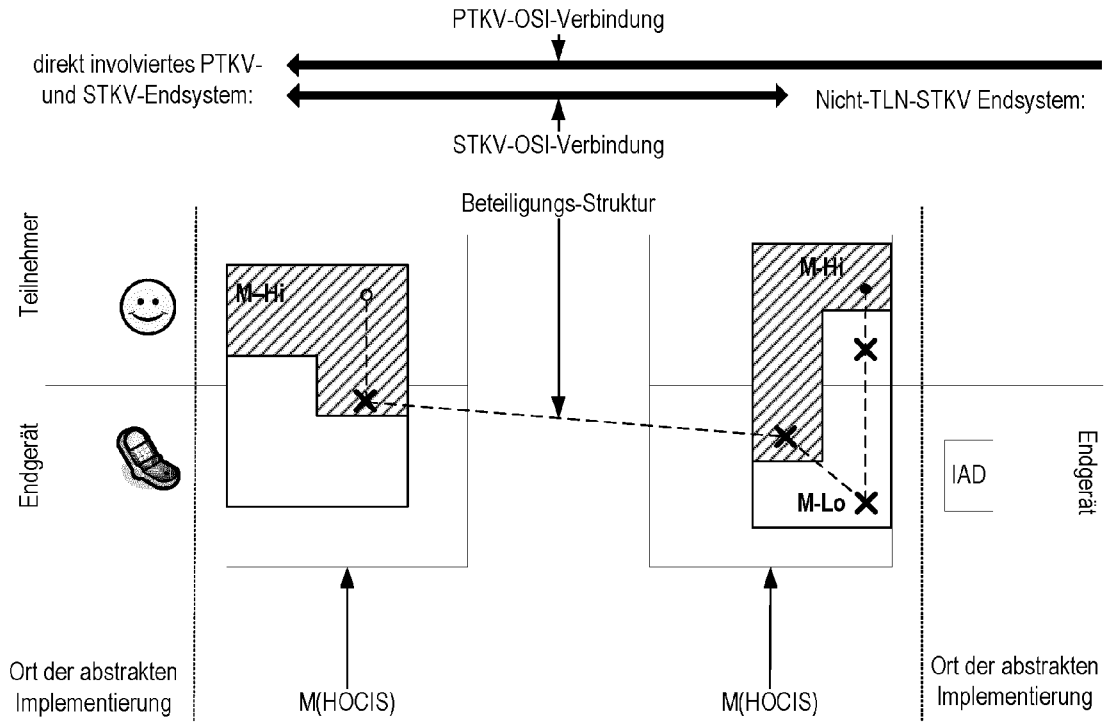 PTKV-OSI-Verbindung
direkt involviertes PTKV-
und STKV-Endsystem:
Nicht-TLN-STKV Endsystem:
STKV-OSI-Verbindung
Beteiligungs-Struktur
Teilnehmer
M–Hi
M-Hi
Endgerät
M-Lo
IAD
Endgerät
Ort der abstrakten
Implementierung
M(HOCIS)
M(HOCIS)
Ort der abstrakten
Implementierung